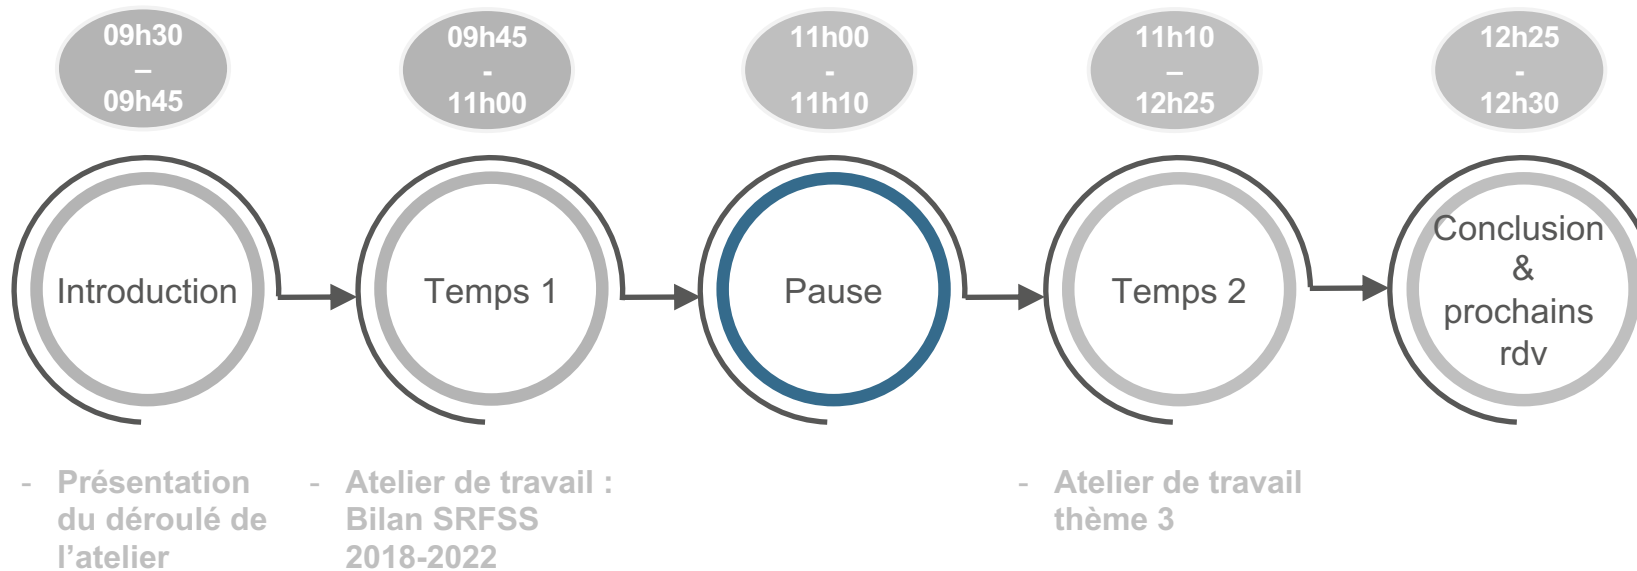 09h30
–
09h45
09h45
-
11h00
11h00
-
11h10
11h10
–
12h25
12h25
-
12h30
Introduction
Temps 1
Pause
Temps 2
Conclusion
&
prochains
rdv
- Présentation
du déroulé de
l’atelier
- Atelier de travail :
Bilan SRFSS
2018-2022
- Atelier de travail
thème 3